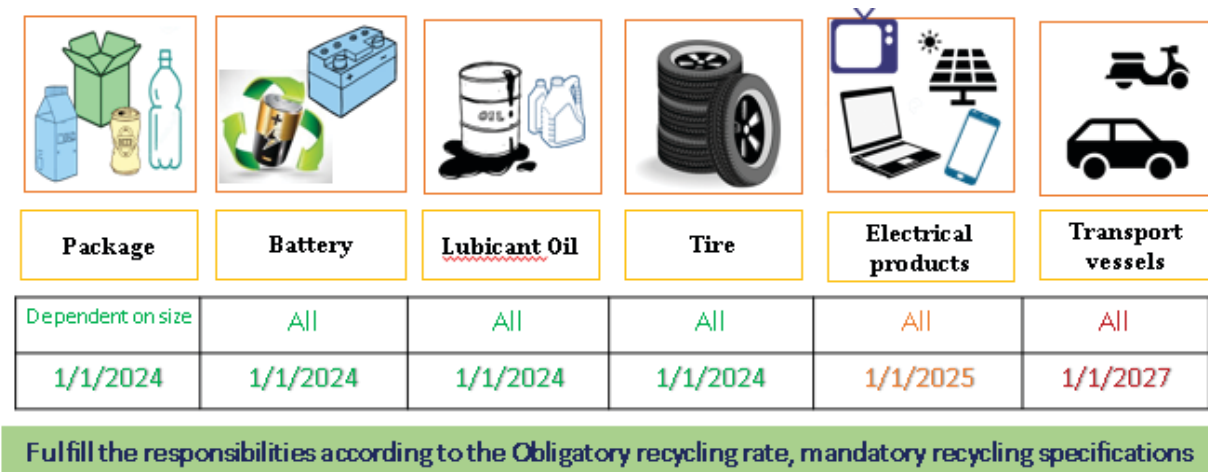 OIL
Package
Battery
Lubicant Oil
Tire
Electrical
products
Transport
vessels
Dependent on size
All
All
All
All
All
1/1/2024
1/1/2024
1/1/2024
1/1/2024
1/1/2025
1/1/2027
Fulfill the responsibilities according to the Obligatory recycling rate, mandatory recycling specifications